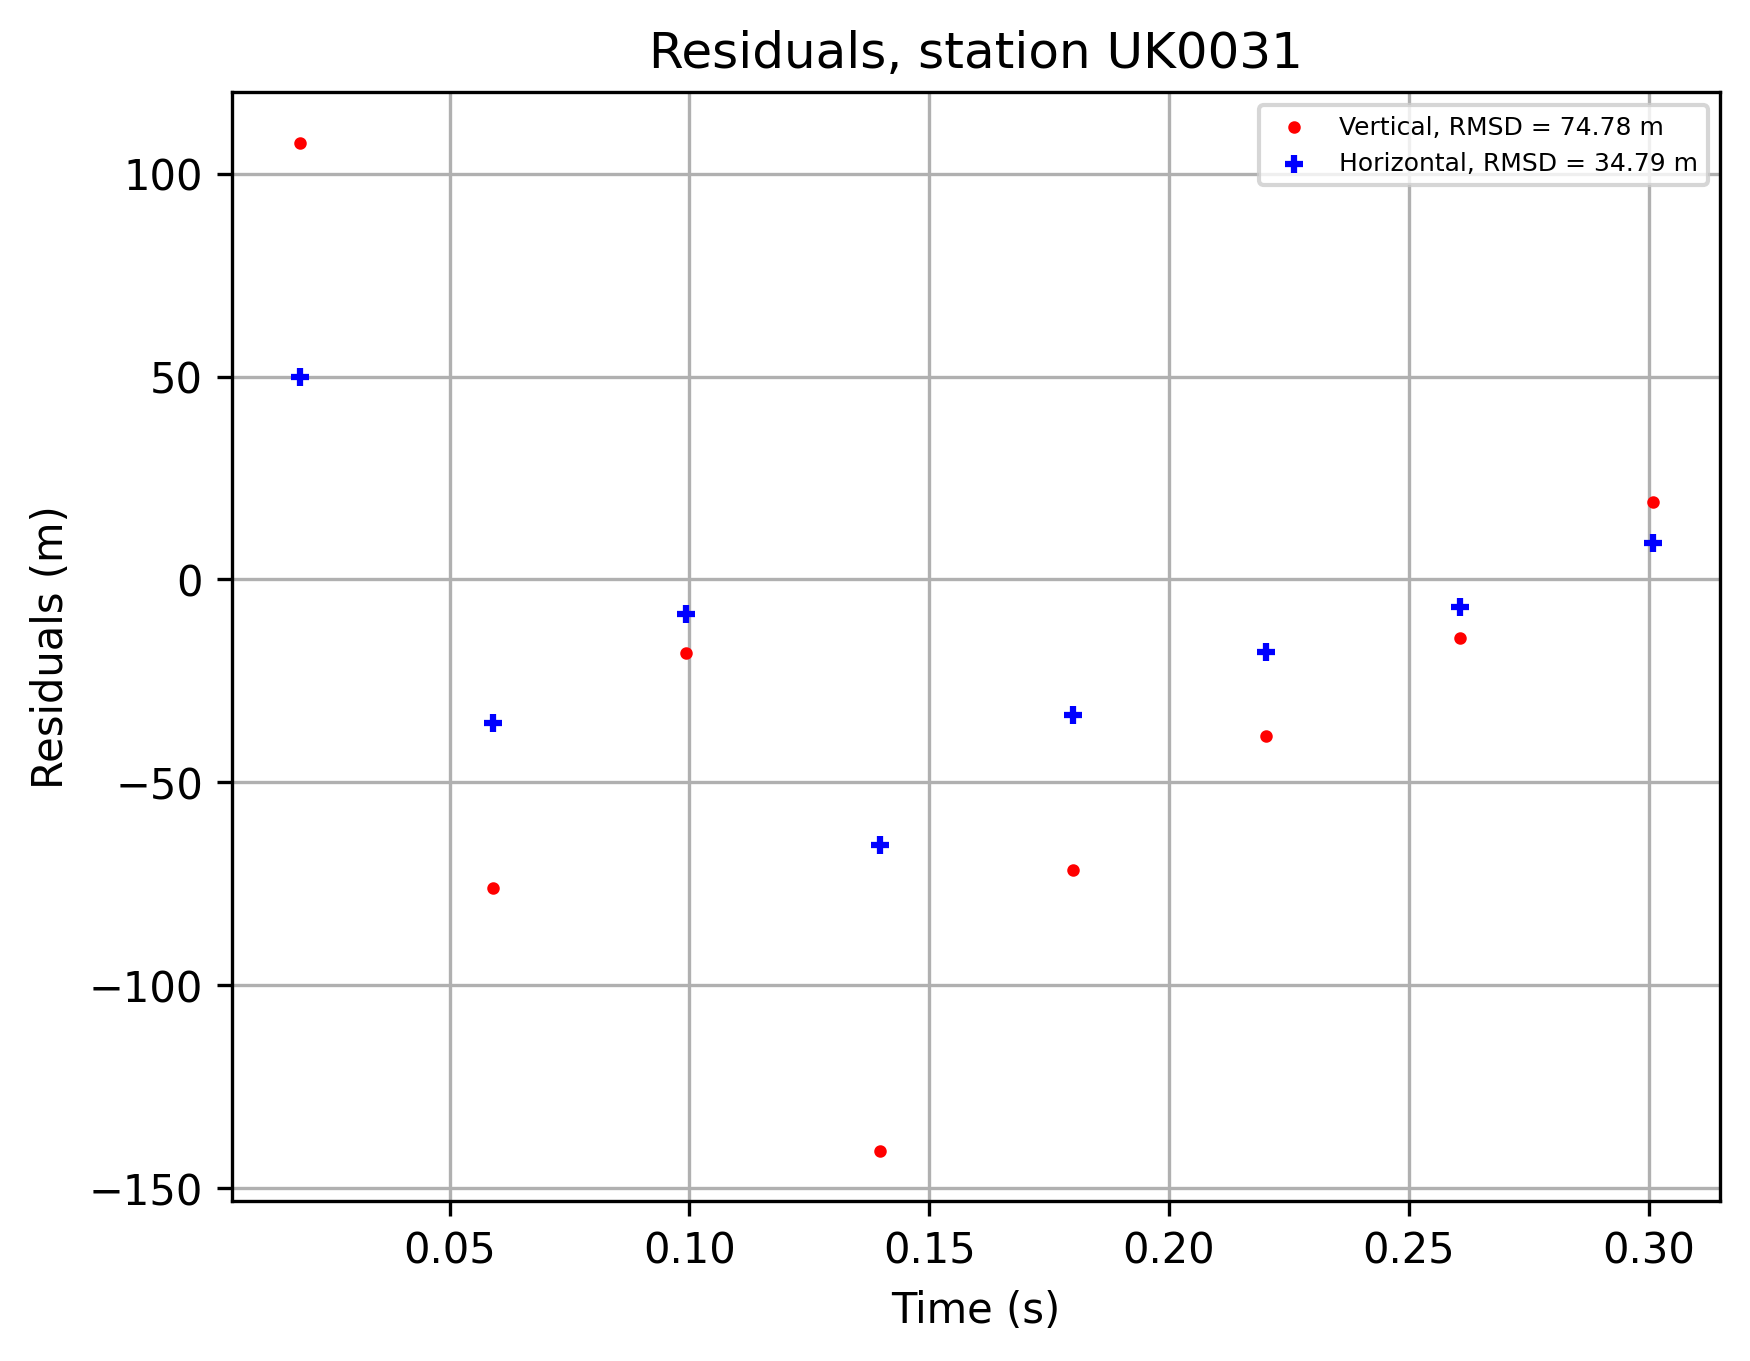 Residuals, station UK0031
Vertical, RMSD = 74.78 m
Horizontal, RMSD = 34.79 m
100
50
0
−50
−100
−150
Residuals (m)
0.05 0.10 0.15 0.20 0.25 0.30
Time (s)